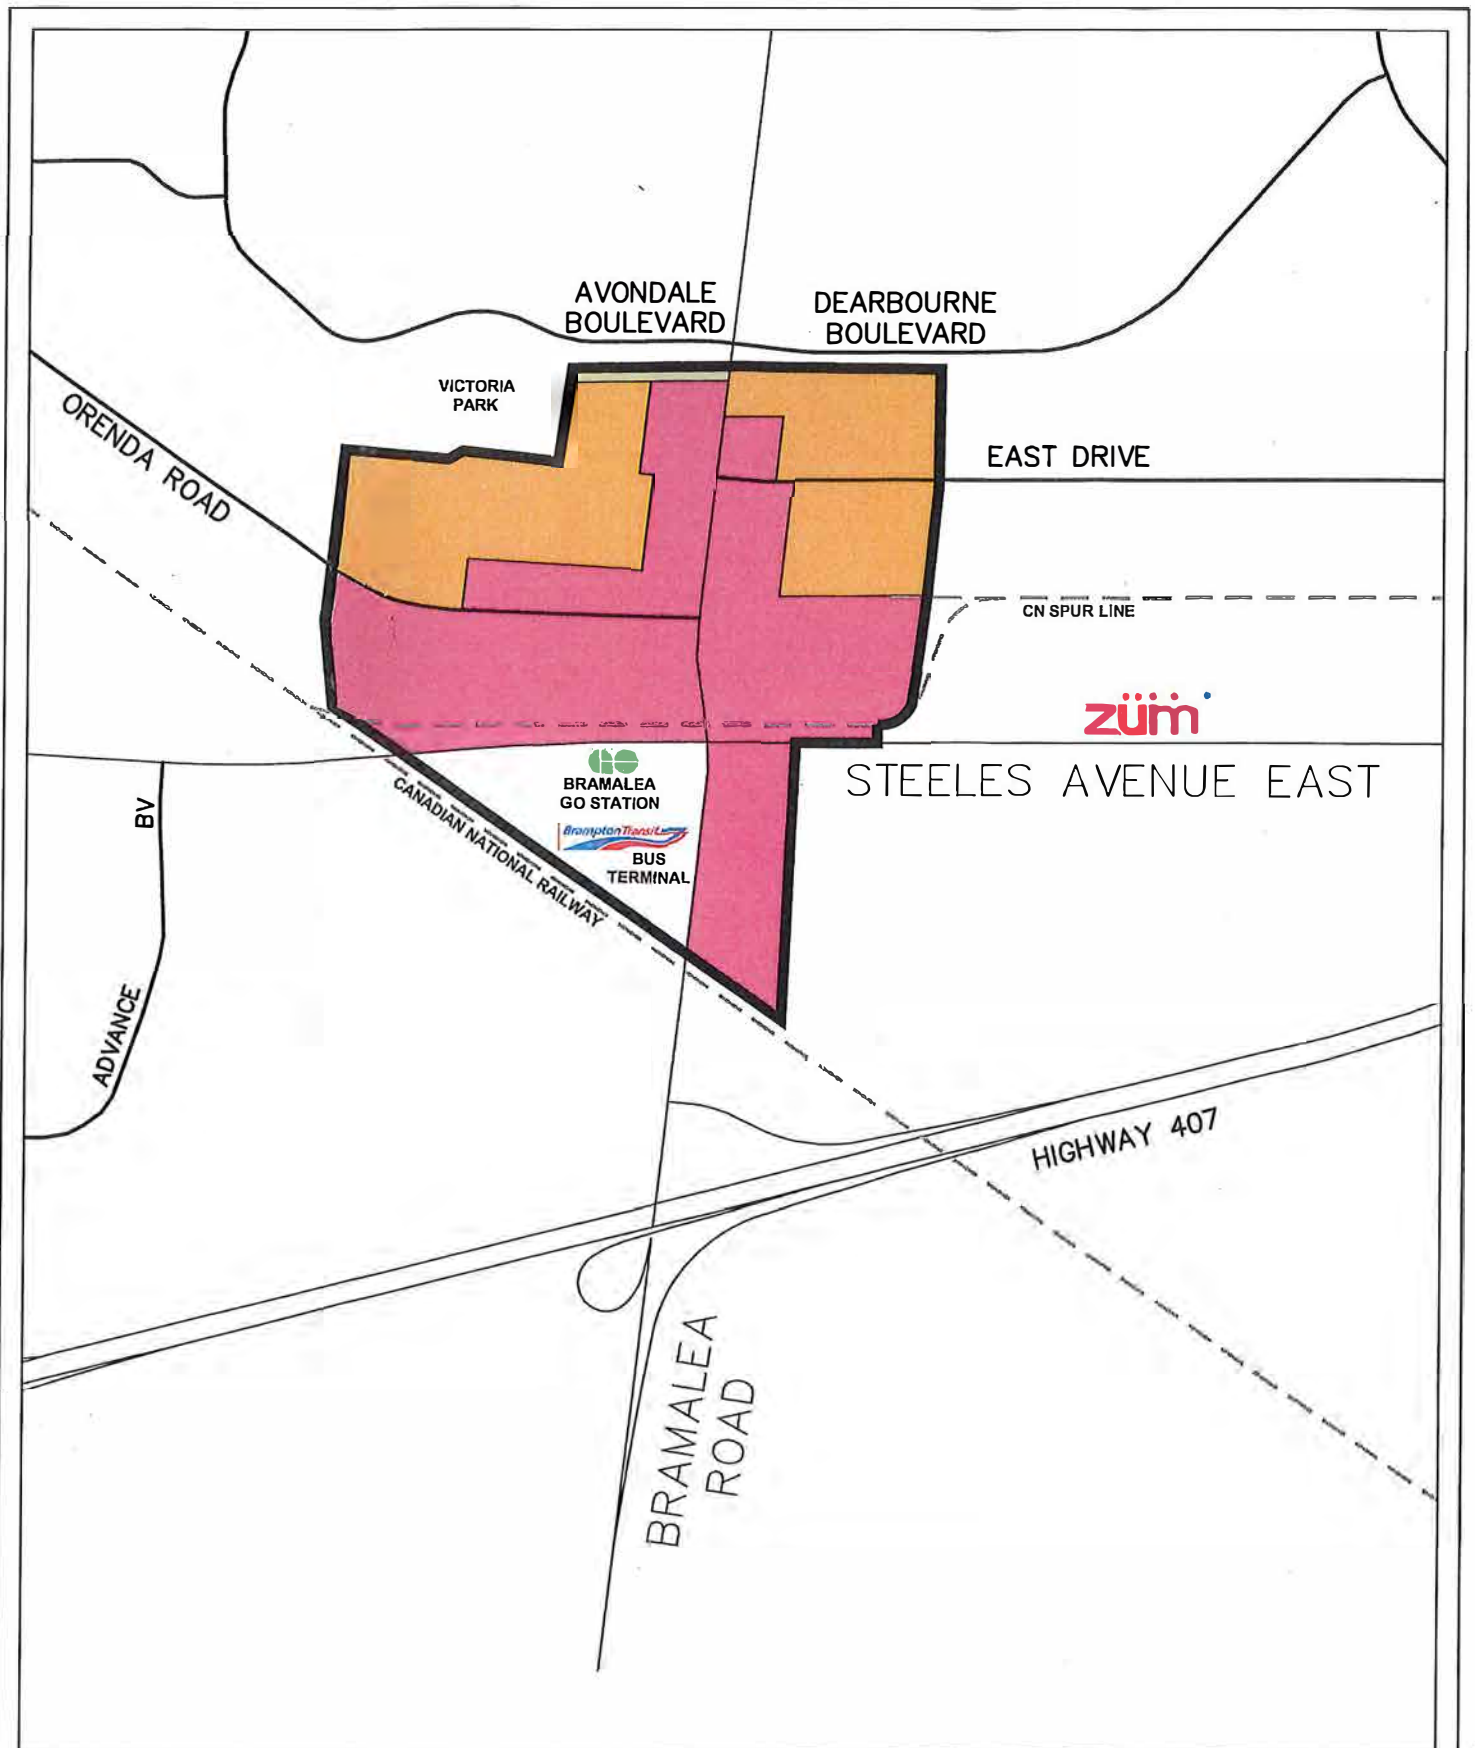 AVONDALE
BOULEVARD
DEARBOURNE
BOULEVARD
VICTORIA
PARK
ORENDA ROAD
EAST DRIVE
CN SPUR LINE
züm
STEELES AVENUE EAST
BRAMALEA
GO STATION
Brampton Transit
BUS
TERMINAL
CANADIAN NATIONAL RAILWAY
BV
ADVANCE
HIGHWAY 407
BRAMALEA
ROAD